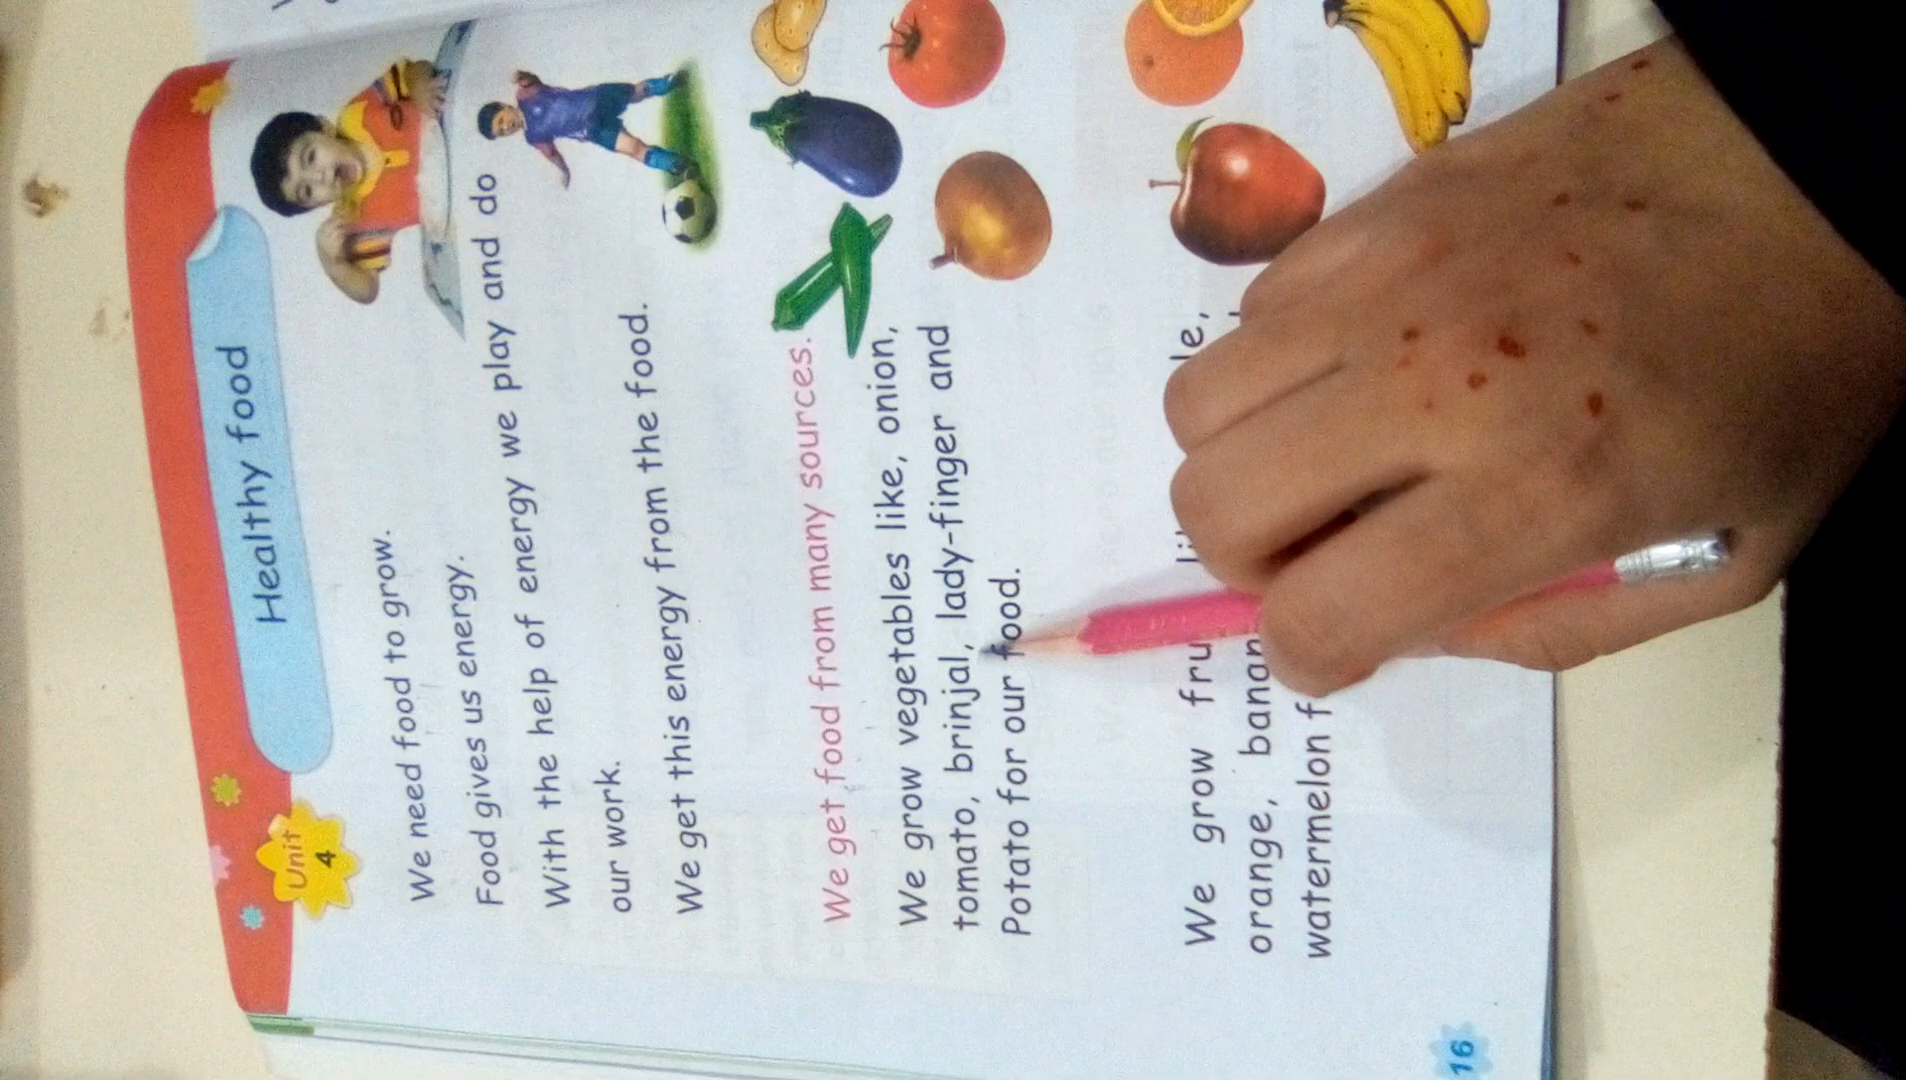 Unit
4
Healthy food
We need food to grow.
Food gives us energy.
With the help of energy we play and do
our work.
We get this energy from the food.
We get food from many sources.
We grow vegetables like, onion,
tomato, brinjal, lady-finger and
Potato for our food.
We grow
orange,
watermelon
16